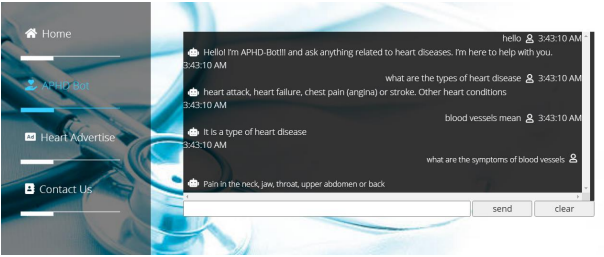 Home
APHD Bot
Heart Advertise
Contact Us
hello 3:43:10 AM
Hello! I'm APHD-Bot!!! and ask anything related to heart diseases. I'm here to help with you.
3:43:10 AM
what are the types of heart disease 3:43:10 AM
heart attack, heart failure, chest pain (angina) or stroke. Other heart conditions
3:43:10 AM
blood vessels mean 3:43:10 AM
It is a type of heart disease
3:43:10 AM
what are the symptoms of blood vessels
Pain in the neck, jaw, throat, upper abdomen or back
send clear